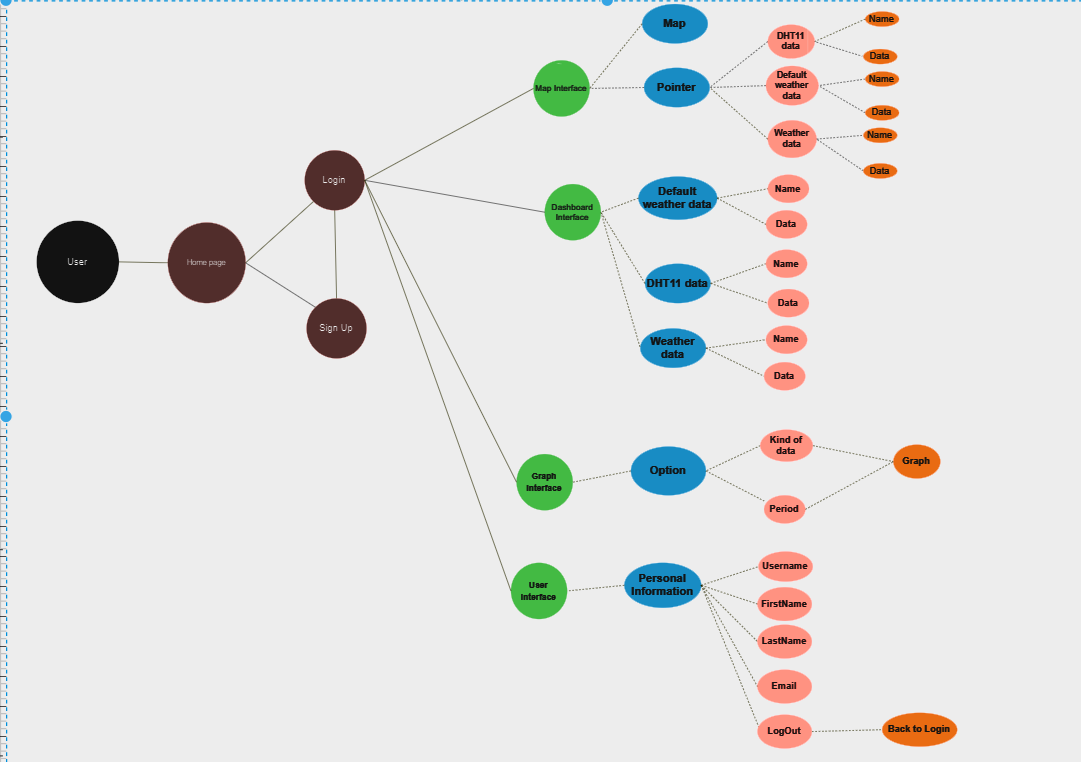 User
Home page
Login
Sign Up
Map Interface
Map
Pointer
DHT11
data
Name
Data
Default
weather
data
Name
Data
Weather
data
Name
Data
Dashboard
Interface
Default
weather data
Name
Data
DHT11 data
Name
Data
Weather
data
Name
Data
Graph
Interface
Option
Kind of
data
Period
Graph
User
Interface
Personal
Information
Username
FirstName
LastName
Email
LogOut
Back to Login